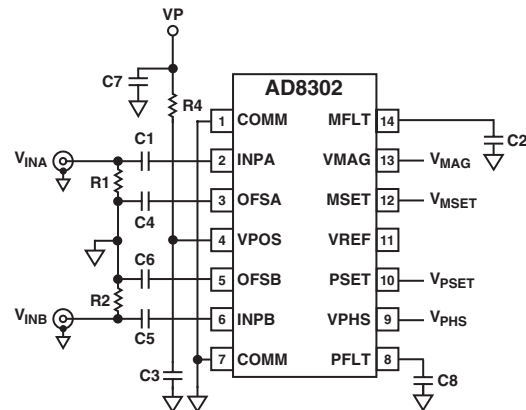 VP
C7
R4
AD8302
1 COMM MFLT 14
C1
C2
V_INA
2 INPA VMAG 13 V_MAG
R1
3 OFSA MSET 12 V_MSET
C4
4 VPOS VREF 11
C6
5 OFSB PSET 10 V_PSET
R2
V_INB
6 INPB VPHS 9 V_PHS
C5
7 COMM PFLT 8
C3
C8